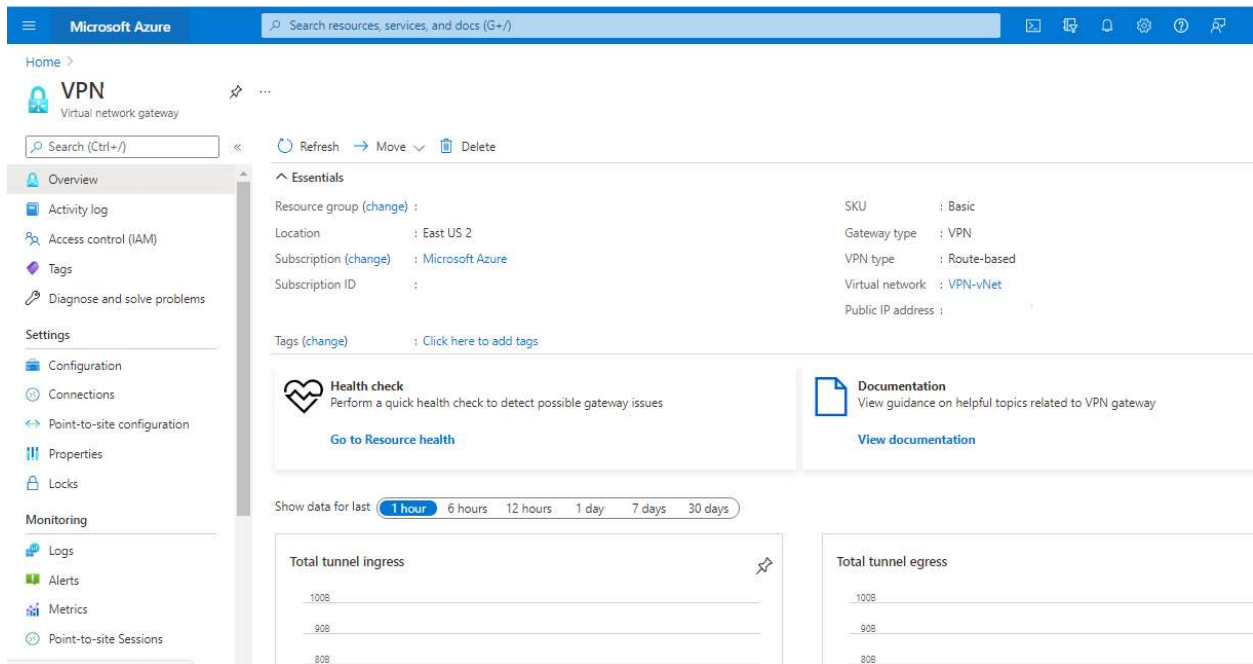 Microsoft Azure
Search resources, services, and docs (G+/)
Home >
VPN
...
Virtual network gateway
Search (Ctrl+/)
«
Overview
Activity log
Access control (IAM)
Tags
Diagnose and solve problems
Settings
Configuration
Connections
Point-to-site configuration
Properties
Locks
Monitoring
Logs
Alerts
Metrics
Point-to-site Sessions
Refresh Move Delete
Essentials
Resource group (change) :
Location : East US 2
Subscription (change) : Microsoft Azure
Subscription ID :
SKU : Basic
Gateway type : VPN
VPN type : Route-based
Virtual network : VPN-vNet
Public IP address :
Tags (change) : Click here to add tags
Health check
Perform a quick health check to detect possible gateway issues
Go to Resource health
Documentation
View guidance on helpful topics related to VPN gateway
View documentation
Show data for last 1 hour 6 hours 12 hours 1 day 7 days 30 days
Total tunnel ingress
100B
90B
80B
Total tunnel egress
100B
90B
80B